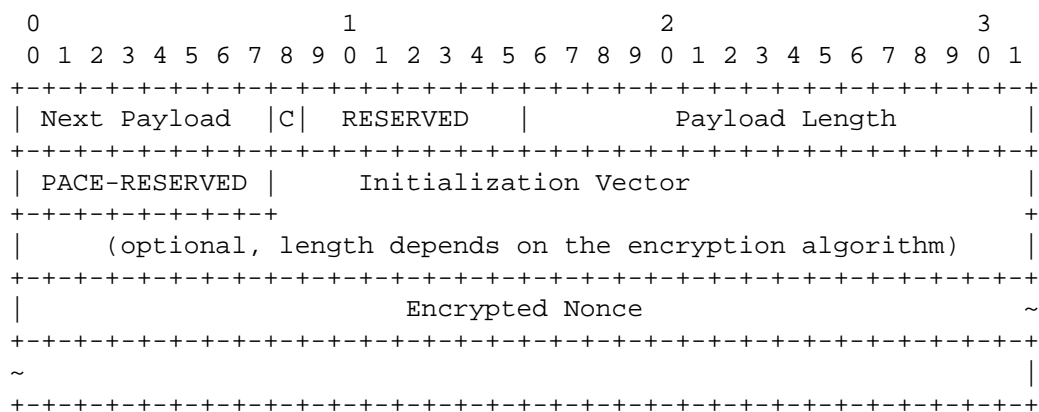 0                   1                   2                   3
 0 1 2 3 4 5 6 7 8 9 0 1 2 3 4 5 6 7 8 9 0 1 2 3 4 5 6 7 8 9 0 1
+-+-+-+-+-+-+-+-+-+-+-+-+-+-+-+-+-+-+-+-+-+-+-+-+-+-+-+-+-+-+-+-+
| Next Payload  |C|  RESERVED   |         Payload Length        |
+-+-+-+-+-+-+-+-+-+-+-+-+-+-+-+-+-+-+-+-+-+-+-+-+-+-+-+-+-+-+-+-+
| PACE-RESERVED |     Initialization Vector                     |
+-+-+-+-+-+-+-+-+                                               +
|     (optional, length depends on the encryption algorithm)    |
+-+-+-+-+-+-+-+-+-+-+-+-+-+-+-+-+-+-+-+-+-+-+-+-+-+-+-+-+-+-+-+-+
|                        Encrypted Nonce                        ~
+-+-+-+-+-+-+-+-+-+-+-+-+-+-+-+-+-+-+-+-+-+-+-+-+-+-+-+-+-+-+-+-+
~                                                               |
+-+-+-+-+-+-+-+-+-+-+-+-+-+-+-+-+-+-+-+-+-+-+-+-+-+-+-+-+-+-+-+-+